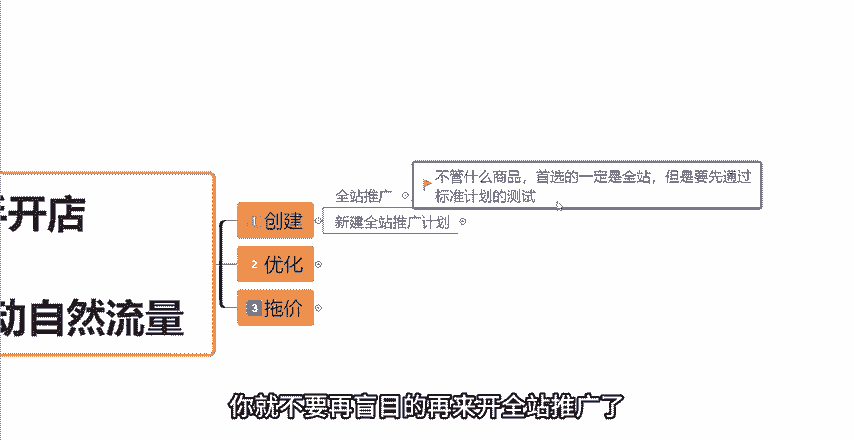 开店
动自然流量
1 创建
2 优化
3 拖价
全站推广
新建全站推广计划
不管什么商品，首选的一定是全站，但是要先通过
标准计划的测试
你就不要再盲目的再来开全站推广了